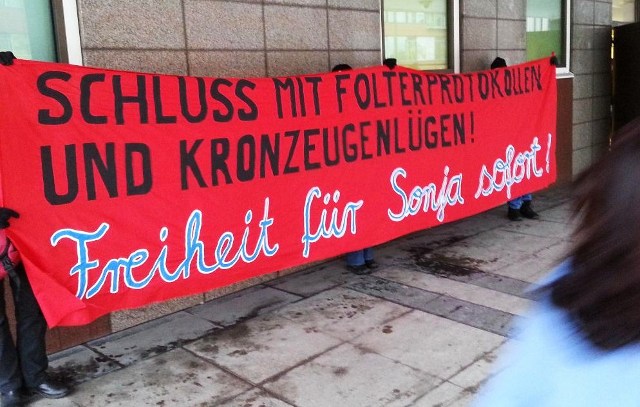 SCHLUSS MIT FOLTERPROTOKOLLEN
UND KRONZEUGENLÜGEN!
Freiheit für Sonja sofort!